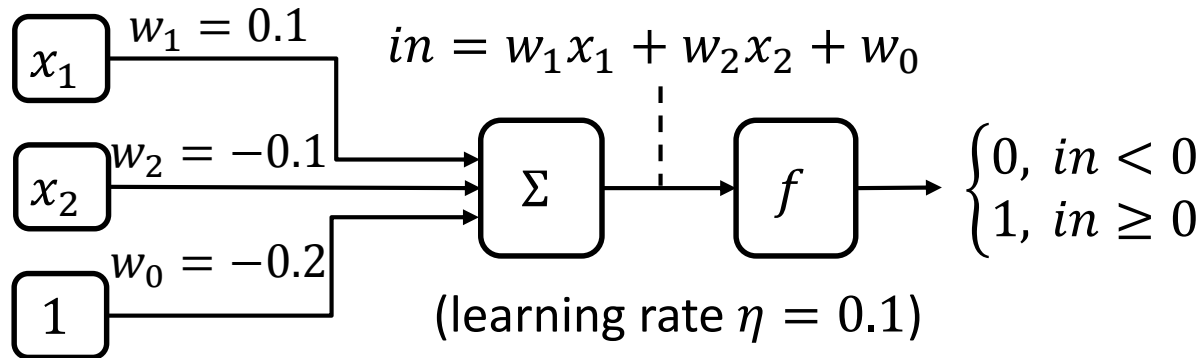 x₁
w₁ = 0.1
in = w₁x₁ + w₂x₂ + w₀
x₂
w₂ = −0.1
Σ
f
0, in < 0
1, in ≥ 0
1
w₀ = −0.2
(learning rate η = 0.1)